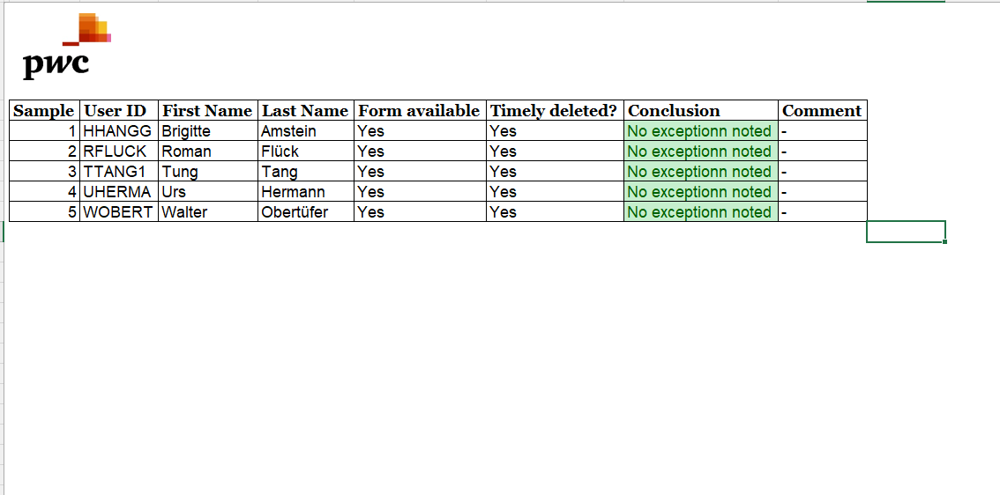 pwc
Sample User ID First Name Last Name Form available Timely deleted? Conclusion Comment
1 HHANGG Brigitte Amstein Yes Yes No exceptionn noted -
2 RFLUCK Roman Flück Yes Yes No exceptionn noted -
3 TTANG1 Tung Tang Yes Yes No exceptionn noted -
4 UHERMA Urs Hermann Yes Yes No exceptionn noted -
5 WOBERT Walter Obertüfer Yes Yes No exceptionn noted -